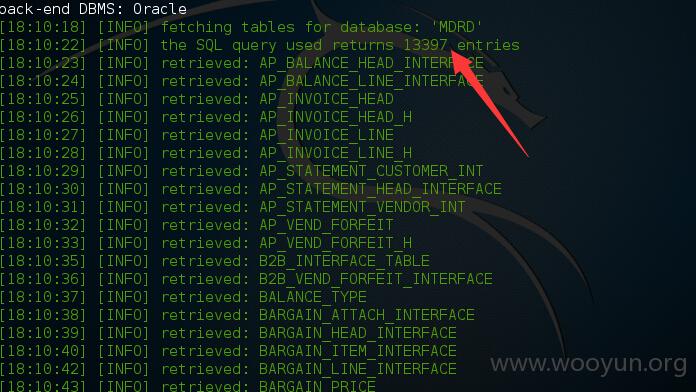 back-end DBMS: Oracle
[18:10:18] [INFO] fetching tables for database: 'MDRD'
[18:10:22] [INFO] the SQL query used returns 13397 entries
[18:10:23] [INFO] retrieved: AP_BALANCE_HEAD_INTERFACE
[18:10:24] [INFO] retrieved: AP_BALANCE_LINE_INTERFACE
[18:10:25] [INFO] retrieved: AP_INVOICE_HEAD
[18:10:26] [INFO] retrieved: AP_INVOICE_HEAD_H
[18:10:27] [INFO] retrieved: AP_INVOICE_LINE
[18:10:28] [INFO] retrieved: AP_INVOICE_LINE_H
[18:10:29] [INFO] retrieved: AP_STATEMENT_CUSTOMER_INT
[18:10:30] [INFO] retrieved: AP_STATEMENT_HEAD_INTERFACE
[18:10:31] [INFO] retrieved: AP_STATEMENT_VENDOR_INT
[18:10:32] [INFO] retrieved: AP_VEND_FORFEIT
[18:10:33] [INFO] retrieved: AP_VEND_FORFEIT_H
[18:10:35] [INFO] retrieved: B2B_INTERFACE_TABLE
[18:10:36] [INFO] retrieved: B2B_VEND_FORFEIT_INTERFACE
[18:10:37] [INFO] retrieved: BALANCE_TYPE
[18:10:38] [INFO] retrieved: BARGAIN_ATTACH_INTERFACE
[18:10:39] [INFO] retrieved: BARGAIN_HEAD_INTERFACE
[18:10:40] [INFO] retrieved: BARGAIN_ITEM_INTERFACE
[18:10:42] [INFO] retrieved: BARGAIN_LINE_INTERFACE
[18:10:43] [INFO] retrieved: BARGAIN_PRICE
www.wooyun.org